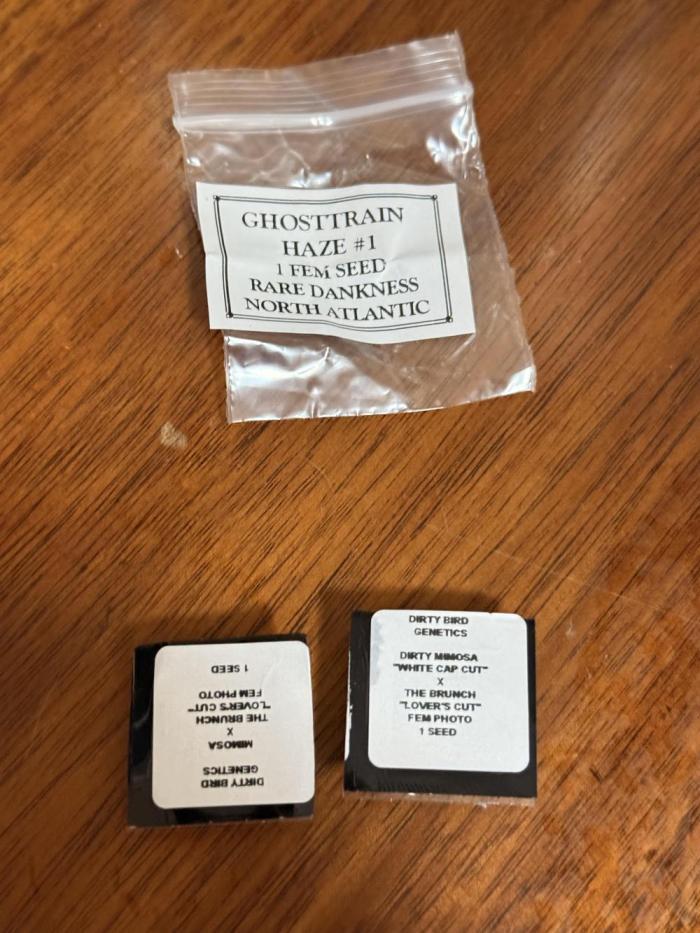 GHOSTTRAIN
HAZE #1
1 FEM SEED
RARE DANKNESS
NORTH ATLANTIC
DIRTY BIRD
GENETICS
MIMOSA
X
THE BRUNCH
"LOVER'S CUT"
FEM PHOTO
1 SEED
DIRTY BIRD
GENETICS
DIRTY MIMOSA
"WHITE CAP CUT"
X
THE BRUNCH
"LOVER'S CUT"
FEM PHOTO
1 SEED